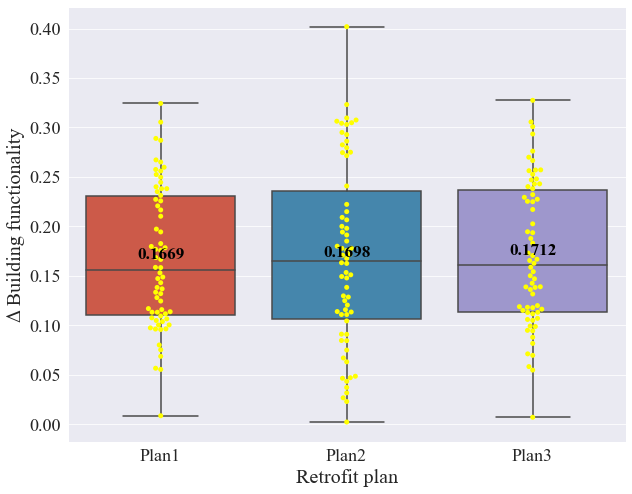 Δ Building functionality
0.40
0.35
0.30
0.25
0.20
0.15
0.10
0.05
0.00
0.1669
0.1698
0.1712
Plan1
Plan2
Plan3
Retrofit plan